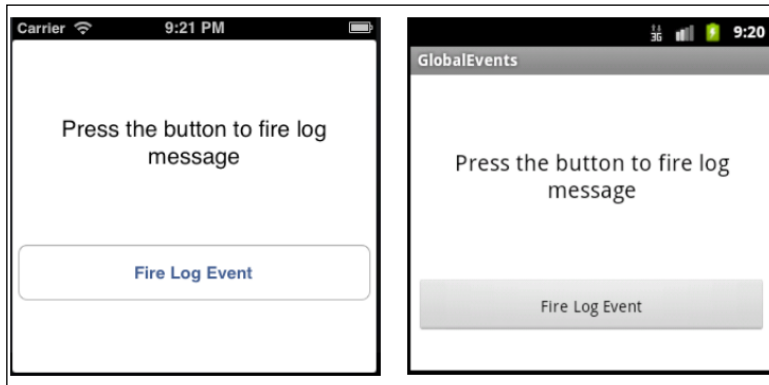 Carrier 9:21 PM
Press the button to fire log
message
Fire Log Event
3G 9:20
GlobalEvents
Press the button to fire log
message
Fire Log Event